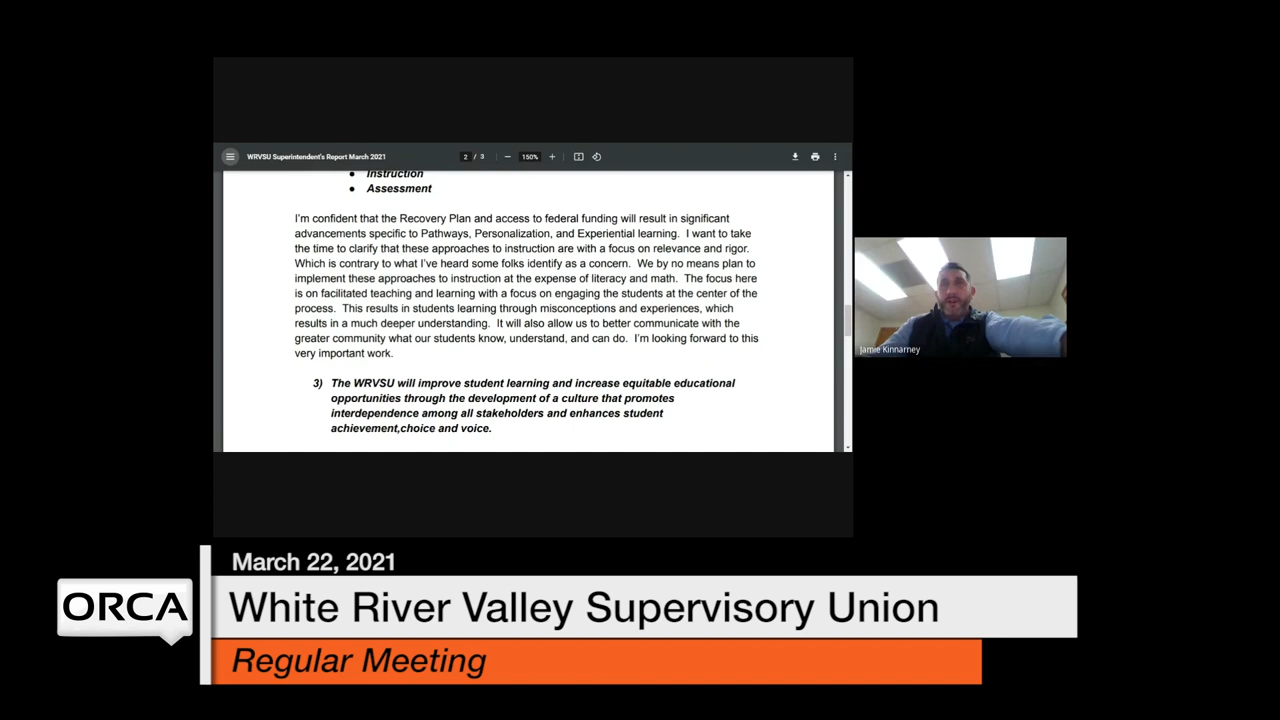 WRVSU Superintendent's Report March 2021
2 / 3
150%
Instruction
Assessment
I'm confident that the Recovery Plan and access to federal funding will result in significant
advancements specific to Pathways, Personalization, and Experiential learning. I want to take
the time to clarify that these approaches to instruction are with a focus on relevance and rigor.
Which is contrary to what I've heard some folks identify as a concern. We by no means plan to
implement these approaches to instruction at the expense of literacy and math. The focus here
is on facilitated teaching and learning with a focus on engaging the students at the center of the
process. This results in students learning through misconceptions and experiences, which
results in a much deeper understanding. It will also allow us to better communicate with the
greater community what our students know, understand, and can do. I'm looking forward to this
very important work.
3) The WRVSU will improve student learning and increase equitable educational
opportunities through the development of a culture that promotes
interdependence among all stakeholders and enhances student
achievement,choice and voice.
Jamie Kinnarney
March 22, 2021
ORCA
White River Valley Supervisory Union
Regular Meeting